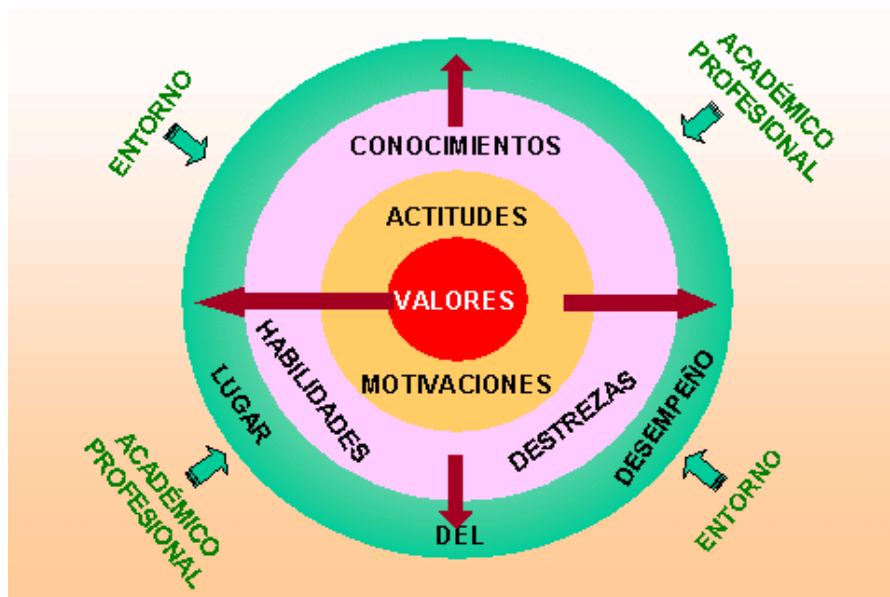 ENTORNO
ACADÉMICO
PROFESIONAL
CONOCIMIENTOS
ACTITUDES
VALORES
MOTIVACIONES
HABILIDADES
DESTREZAS
LUGAR
DEL
DESEMPEÑO
ACADÉMICO
PROFESIONAL
ENTORNO